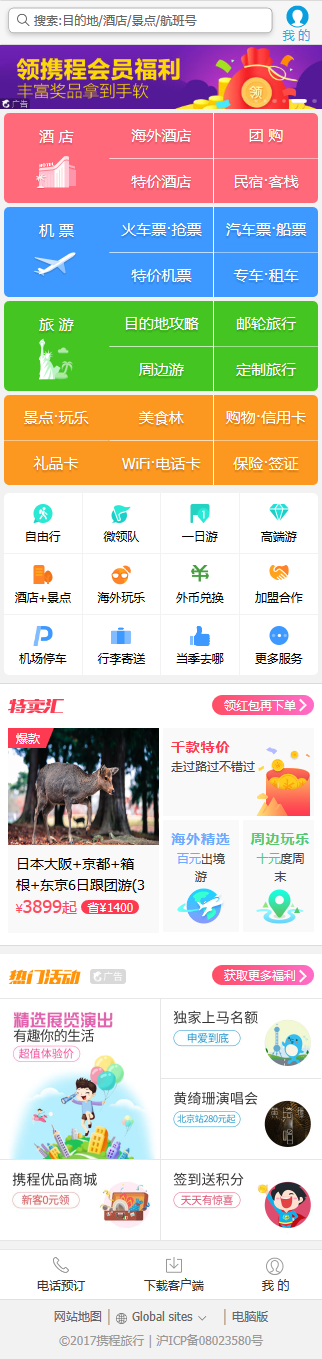 搜索:目的地/酒店/景点/航班号
我 的
领携程会员福利
丰富奖品拿到手软
领
广告
酒 店
海外酒店
团 购
特价酒店
民宿·客栈
机 票
火车票·抢票
汽车票·船票
特价机票
专车·租车
旅 游
目的地攻略
邮轮旅行
周边游
定制旅行
景点·玩乐
美食林
购物·信用卡
礼品卡
WiFi·电话卡
保险·签证
自由行
微领队
一日游
高端游
酒店+景点
海外玩乐
外币兑换
加盟合作
机场停车
行李寄送
当季去哪
更多服务
特卖汇
领红包再下单
爆款
日本大阪+京都+箱
根+东京6日跟团游(3
¥3899起 省¥1400
千款特价
走过路过不错过
海外精选
百元出境
游
周边玩乐
十元度周
末
热门活动
广告
获取更多福利
精选展览演出
有趣你的生活
超值体验价
独家上马名额
申爱到底
黄绮珊演唱会
北京站280元起
黄绮珊
唱
携程优品商城
新客0元领
签到送积分
天天有惊喜
电话预订
下载客户端
我 的
网站地图 | Global sites | 电脑版
©2017携程旅行 | 沪ICP备08023580号